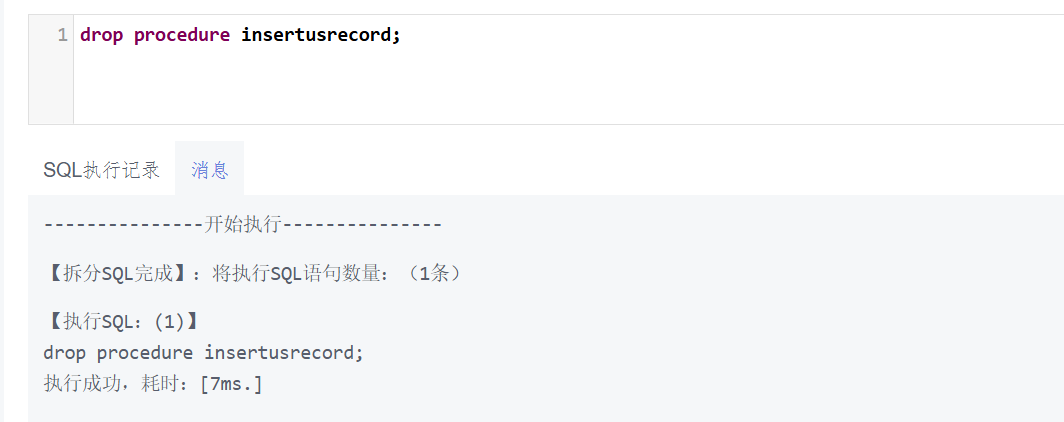 1 drop procedure insertusrecord;
SQL执行记录 消息
---------------开始执行---------------
【拆分SQL完成】：将执行SQL语句数量：（1条）
【执行SQL：(1)】
drop procedure insertusrecord;
执行成功，耗时：[7ms.]